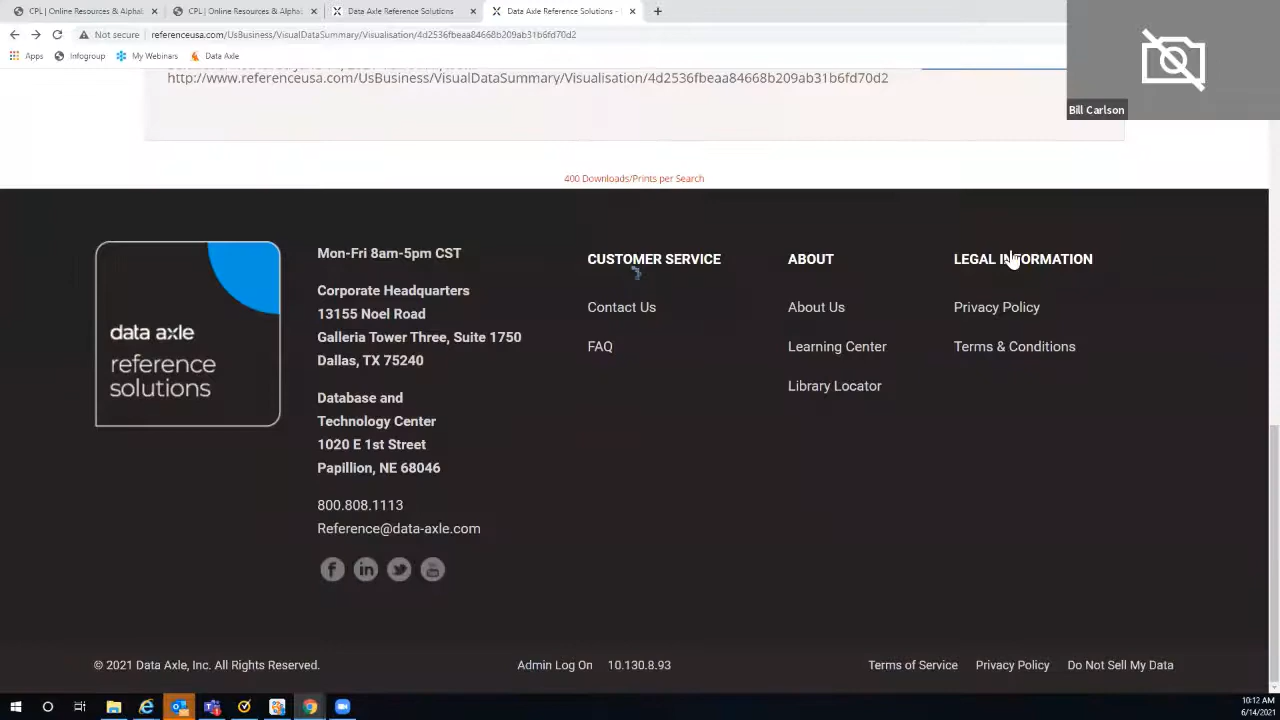 CPL | Online Resources & Alphab
CPL | Online Resources & Alphab
Data Axle Reference Solutions
Data Axle Reference Solutions -
Not secure
referenceusa.com/UsBusiness/VisualDataSummary/Visualisation/4d2536fbeaa84668b209ab31b6fd70d2
Apps
Infogroup
My Webinars
Data Axle
http://www.referenceusa.com/UsBusiness/VisualDataSummary/Visualisation/4d2536fbeaa84668b209ab31b6fd70d2
Bill Carlson
400 Downloads/Prints per Search
data axle
reference
solutions
Mon-Fri 8am-5pm CST
Corporate Headquarters
13155 Noel Road
Galleria Tower Three, Suite 1750
Dallas, TX 75240
Database and
Technology Center
1020 E 1st Street
Papillion, NE 68046
800.808.1113
Reference@data-axle.com
CUSTOMER SERVICE
Contact Us
FAQ
ABOUT
About Us
Learning Center
Library Locator
LEGAL INFORMATION
Privacy Policy
Terms & Conditions
© 2021 Data Axle, Inc. All Rights Reserved.
Admin Log On
10.130.8.93
Terms of Service
Privacy Policy
Do Not Sell My Data
10:12 AM
6/14/2021